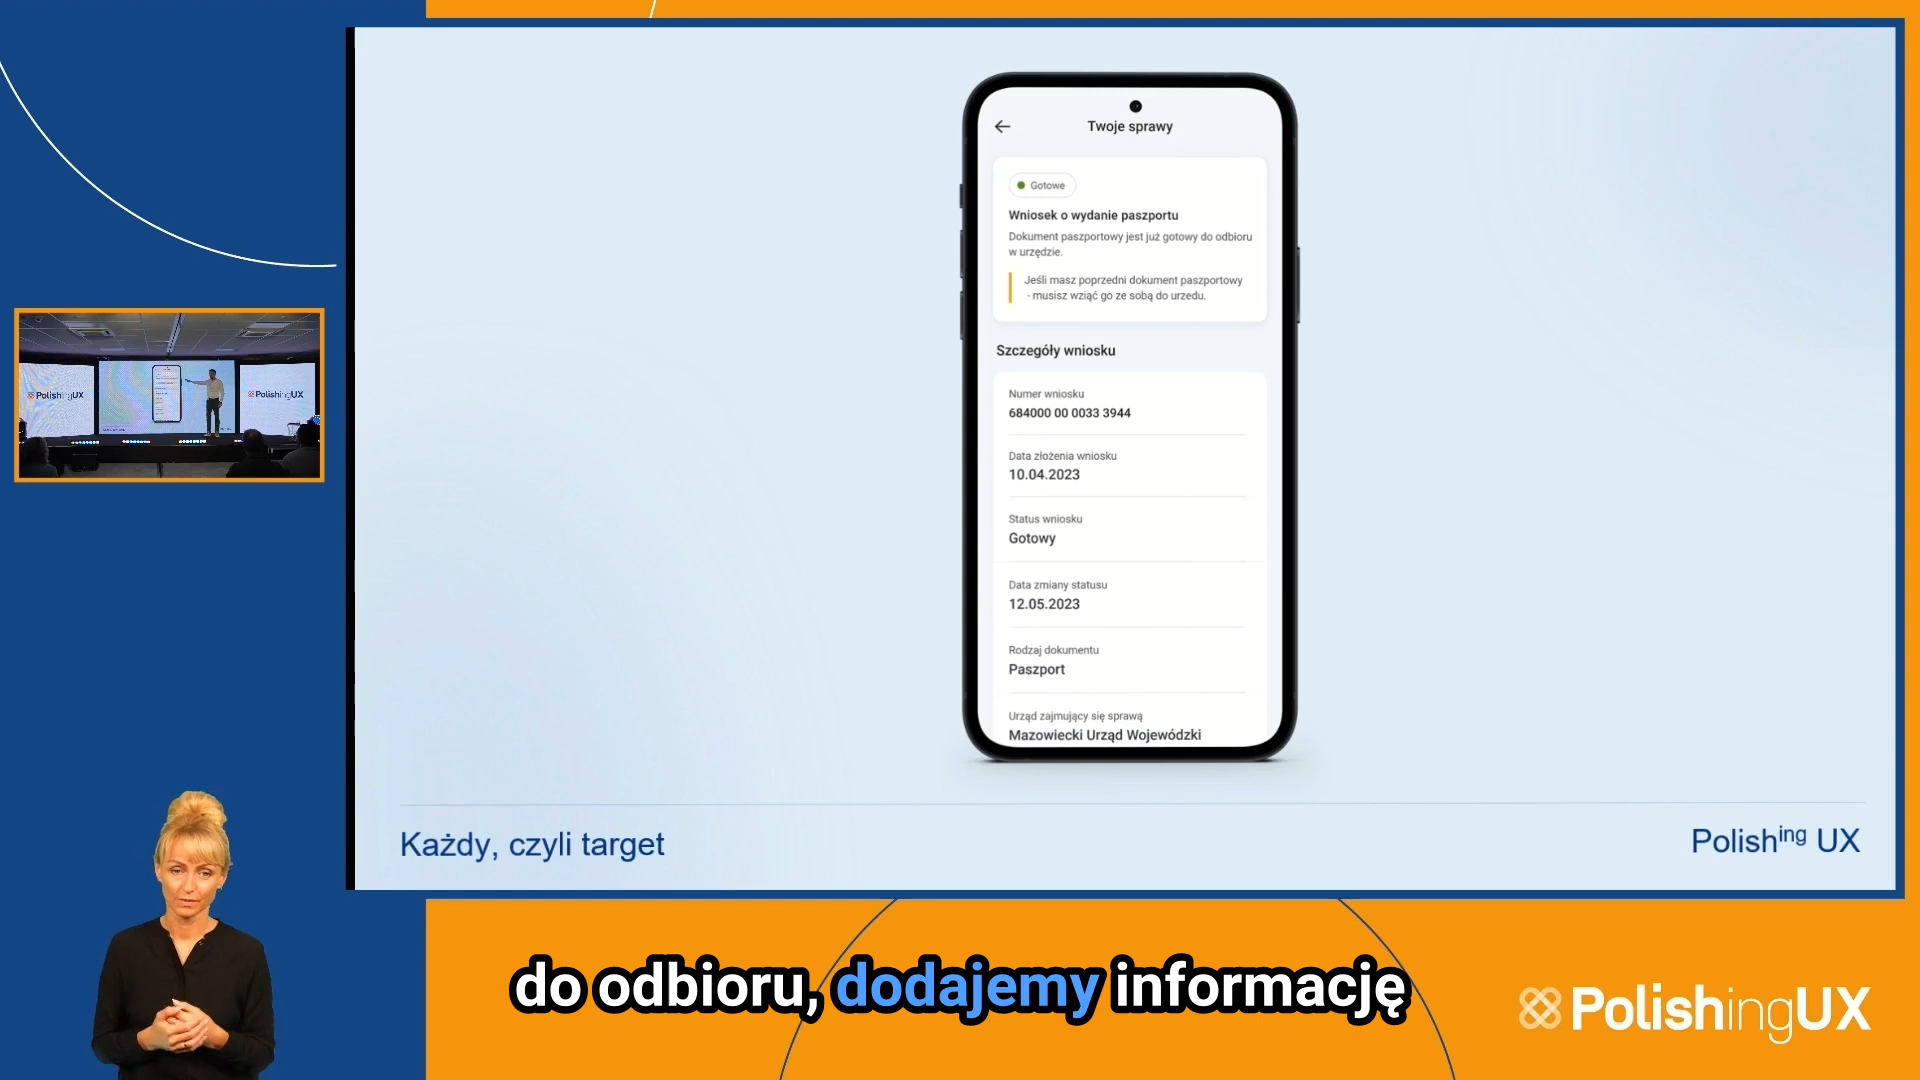 Twoje sprawy
Gotowe
Wniosek o wydanie paszportu
Dokument paszportowy jest już gotowy do odbioru
w urzędzie.
Jeśli masz poprzedni dokument paszportowy
- musisz wziąć go ze sobą do urzedu.
Szczegóły wniosku
Numer wniosku
684000 00 0033 3944
Data złożenia wniosku
10.04.2023
Status wniosku
Gotowy
Data zmiany statusu
12.05.2023
Rodzaj dokumentu
Paszport
Urząd zajmujący się sprawą
Mazowiecki Urząd Wojewódzki
PolishingUX
PolishingUX
Każdy, czyli target
Polishing UX
do odbioru, dodajemy informację
PolishingUX